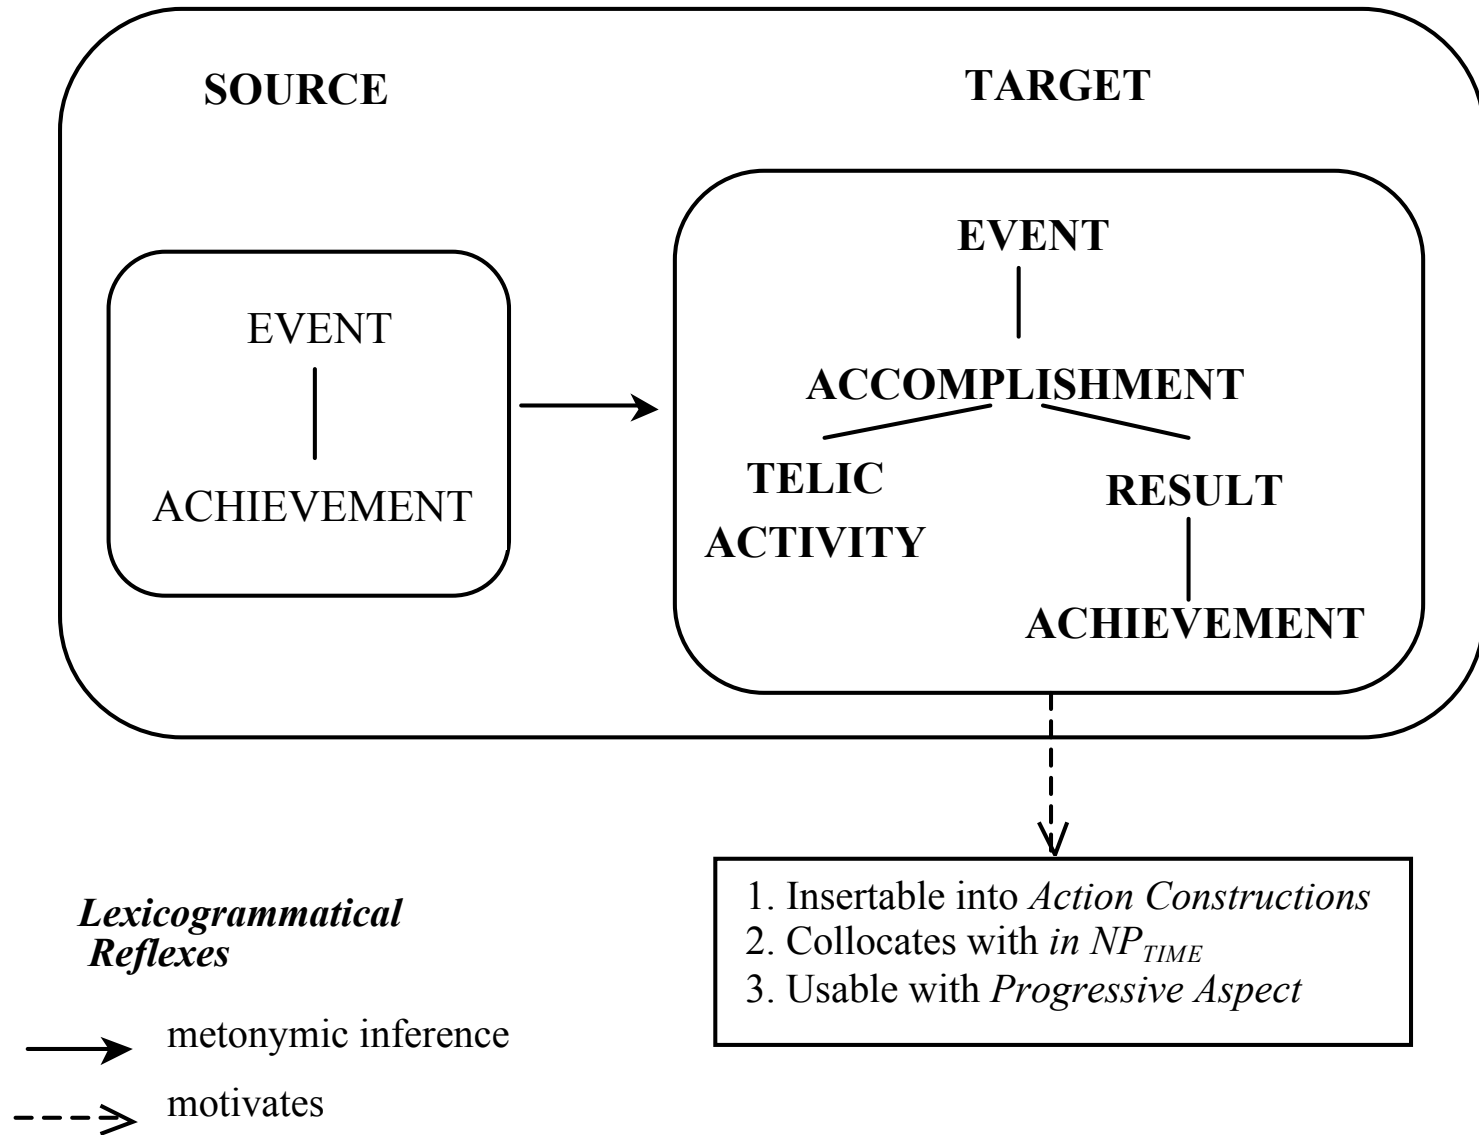 SOURCE
TARGET
EVENT
ACHIEVEMENT
EVENT
ACCOMPLISHMENT
TELIC
ACTIVITY
RESULT
ACHIEVEMENT
Lexicogrammatical
Reflexes
1. Insertable into Action Constructions
2. Collocates with in NP_TIME
3. Usable with Progressive Aspect
metonymic inference
motivates